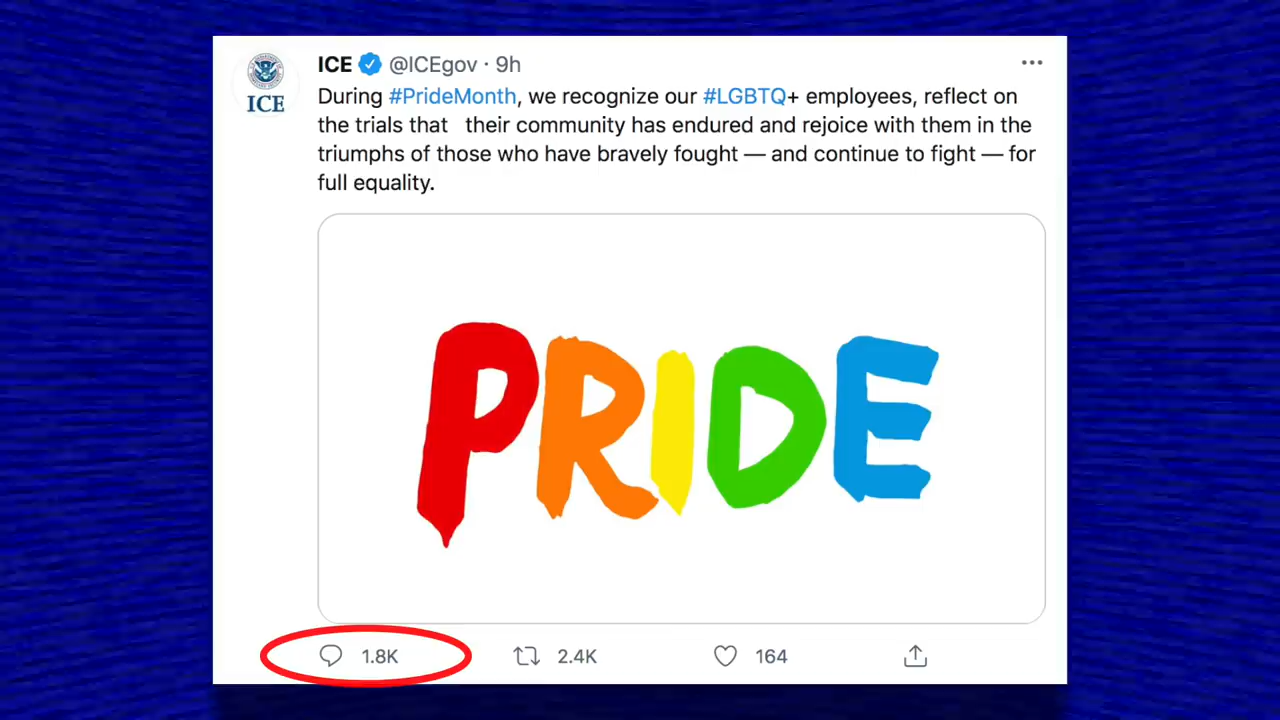 ICE @ICEgov · 9h
During #PrideMonth, we recognize our #LGBTQ+ employees, reflect on
the trials that their community has endured and rejoice with them in the
triumphs of those who have bravely fought — and continue to fight — for
full equality.
ICE
PRIDE
1.8K 2.4K 164